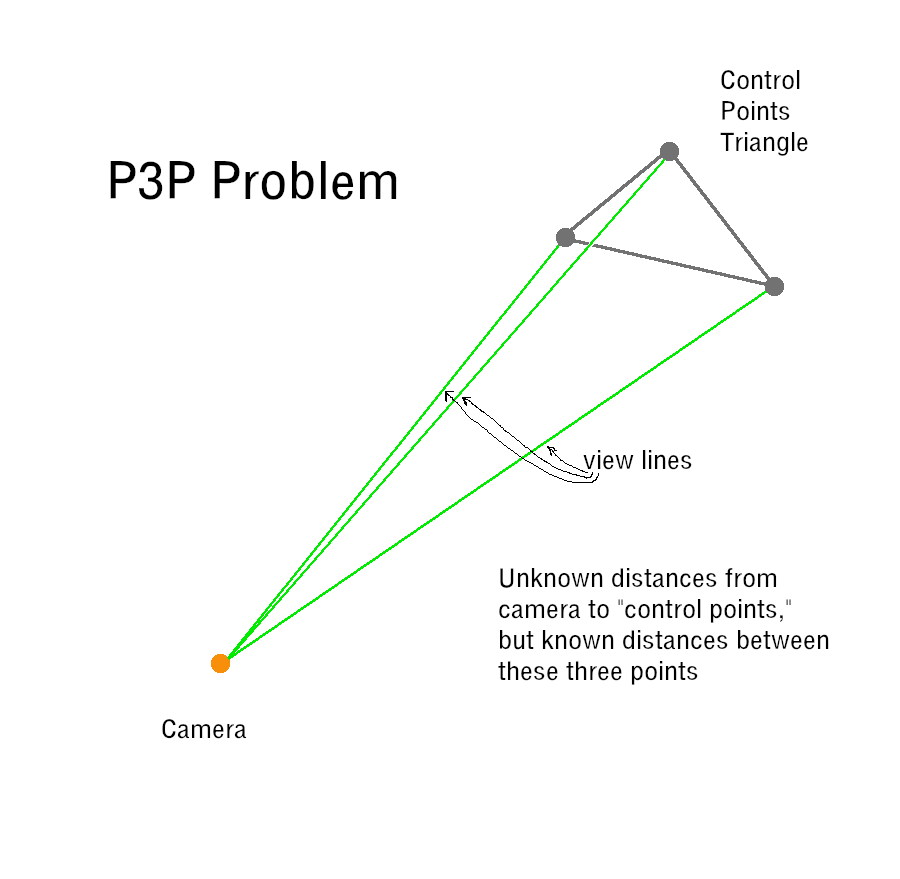 Control
Points
Triangle
P3P Problem
view lines
Unknown distances from
camera to "control points,"
but known distances between
these three points
Camera